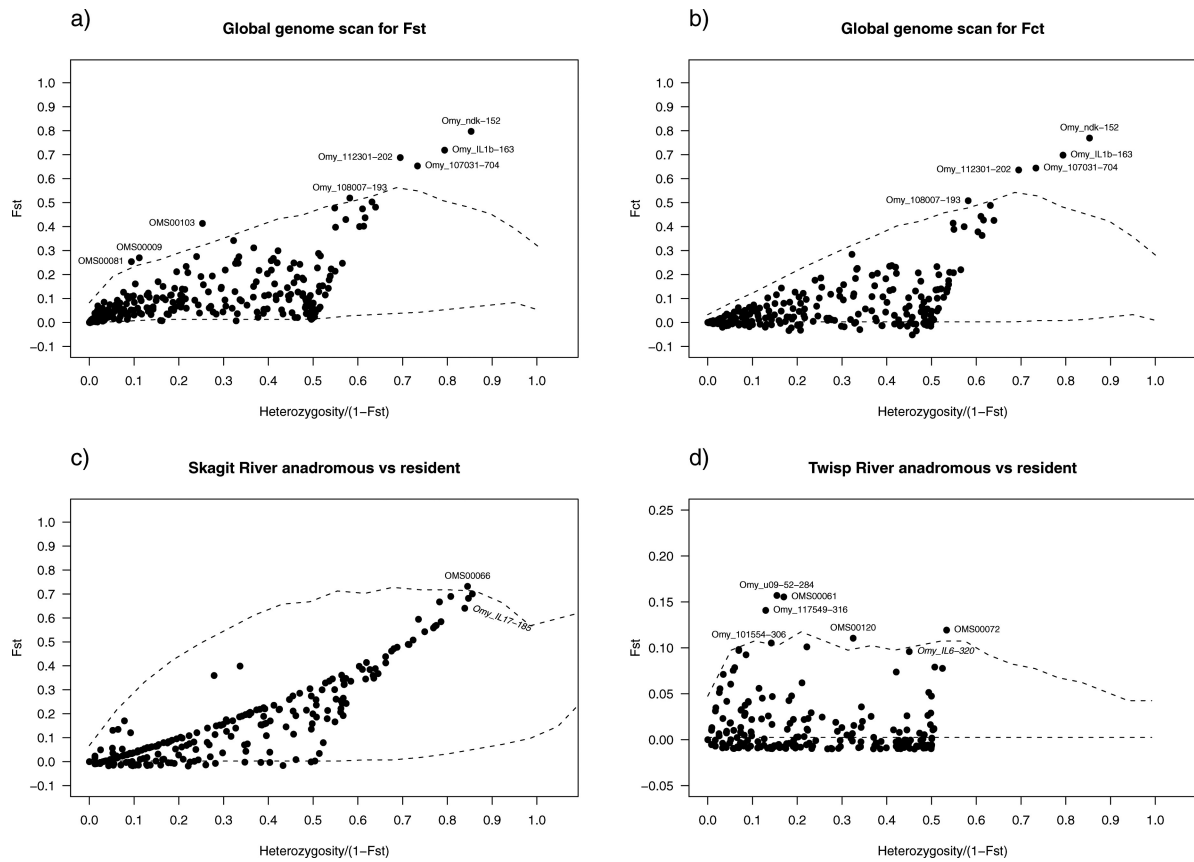 a)
Global genome scan for Fst
Fst
1.0
0.9
0.8
0.7
0.6
0.5
0.4
0.3
0.2
0.1
0.0
−0.1
Omy_ndk−152
Omy_IL1b−163
Omy_112301−202
Omy_107031−704
Omy_108007−193
OMS00103
OMS00009
OMS00081
0.0 0.1 0.2 0.3 0.4 0.5 0.6 0.7 0.8 0.9 1.0
Heterozygosity/(1−Fst)
b)
Global genome scan for Fct
Fct
1.0
0.9
0.8
0.7
0.6
0.5
0.4
0.3
0.2
0.1
0.0
−0.1
Omy_ndk−152
Omy_IL1b−163
Omy_112301−202
Omy_107031−704
Omy_108007−193
0.0 0.1 0.2 0.3 0.4 0.5 0.6 0.7 0.8 0.9 1.0
Heterozygosity/(1−Fst)
c)
Skagit River anadromous vs resident
Fst
1.0
0.9
0.8
0.7
0.6
0.5
0.4
0.3
0.2
0.1
0.0
−0.1
OMS00066
Omy_IL17−185
0.0 0.1 0.2 0.3 0.4 0.5 0.6 0.7 0.8 0.9 1.0
Heterozygosity/(1−Fst)
d)
Twisp River anadromous vs resident
Fst
0.25
0.20
0.15
0.10
0.05
0.00
−0.05
Omy_u09−52−284
OMS00061
Omy_117549−316
OMS00120
OMS00072
Omy_101554−306
Omy_IL6−320
0.0 0.1 0.2 0.3 0.4 0.5 0.6 0.7 0.8 0.9 1.0
Heterozygosity/(1−Fst)